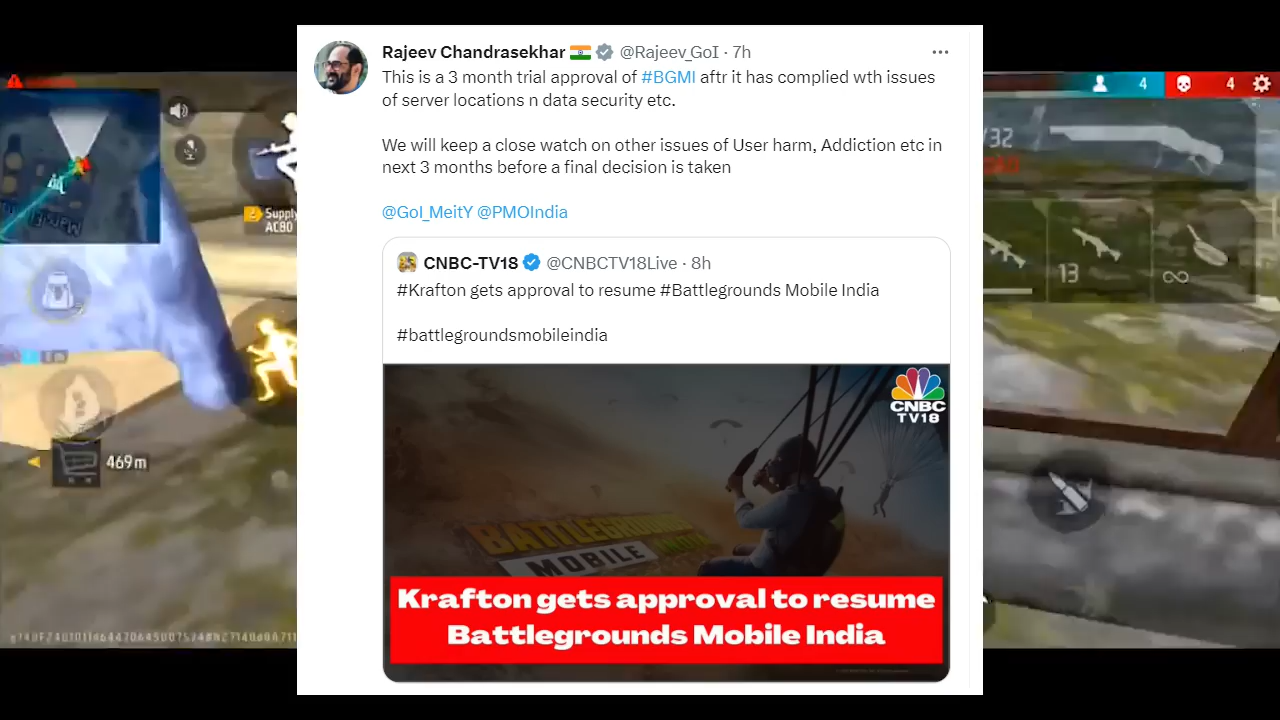 Rajeev Chandrasekhar @Rajeev_GoI · 7h
This is a 3 month trial approval of #BGMI aftr it has complied wth issues
of server locations n data security etc.
We will keep a close watch on other issues of User harm, Addiction etc in
next 3 months before a final decision is taken
@GoI_MeitY @PMOIndia
CNBC-TV18 @CNBCTV18Live · 8h
#Krafton gets approval to resume #Battlegrounds Mobile India
#battlegroundsmobileindia
CNBC
TV18
BATTLEGROUNDS
MOBILE INDIA
Krafton gets approval to resume
Battlegrounds Mobile India
2 Supply
AC80
469m
4
4
/32
13
∞